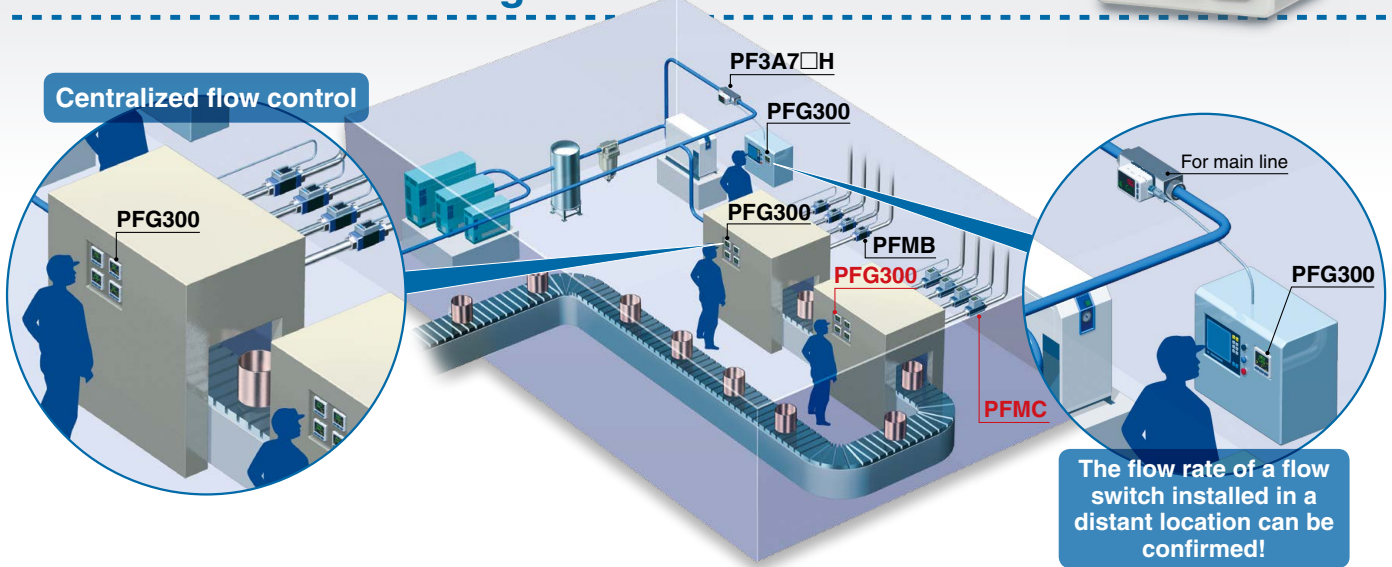 Centralized flow control
PFG300
PF3A7□H
PFG300
PFG300
PFMB
PFG300
PFMC
For main line
PFG300
The flow rate of a flow
switch installed in a
distant location can be
confirmed!